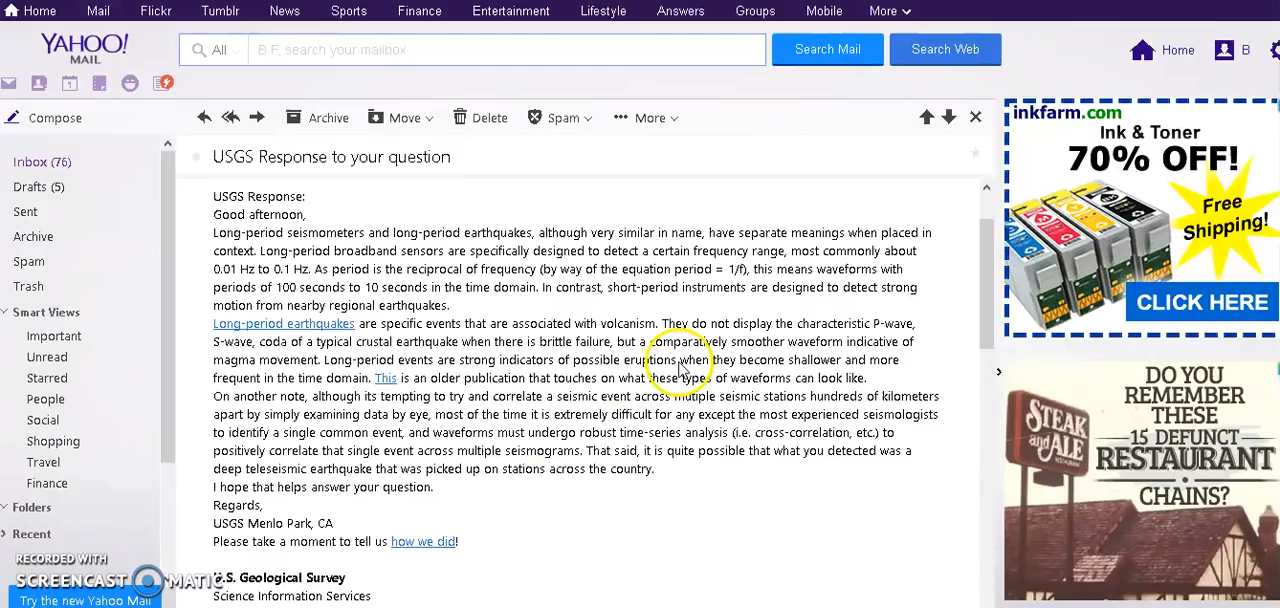 Home Mail Flickr Tumblr News Sports Finance Entertainment Lifestyle Answers Groups Mobile More
YAHOO! MAIL
All B F, search your mailbox Search Mail Search Web Home B
Compose Archive Move Delete Spam More
Inbox (76)
Drafts (5)
Sent
Archive
Spam
Trash
Smart Views
Important
Unread
Starred
People
Social
Shopping
Travel
Finance
Folders
Recent
RECORDED WITH
SCREENCAST MATIC
Try the new Yahoo Mail
USGS Response to your question
USGS Response:
Good afternoon,
Long-period seismometers and long-period earthquakes, although very similar in name, have separate meanings when placed in
context. Long-period broadband sensors are specifically designed to detect a certain frequency range, most commonly about
0.01 Hz to 0.1 Hz. As period is the reciprocal of frequency (by way of the equation period = 1/f), this means waveforms with
periods of 100 seconds to 10 seconds in the time domain. In contrast, short-period instruments are designed to detect strong
motion from nearby regional earthquakes.
Long-period earthquakes are specific events that are associated with volcanism. They do not display the characteristic P-wave,
S-wave, coda of a typical crustal earthquake when there is brittle failure, but a comparatively smoother waveform indicative of
magma movement. Long-period events are strong indicators of possible eruptions when they become shallower and more
frequent in the time domain. This is an older publication that touches on what these types of waveforms can look like.
On another note, although its tempting to try and correlate a seismic event across multiple seismic stations hundreds of kilometers
apart by simply examining data by eye, most of the time it is extremely difficult for any except the most experienced seismologists
to identify a single common event, and waveforms must undergo robust time-series analysis (i.e. cross-correlation, etc.) to
positively correlate the single event across multiple seismograms. That said, it is quite possible that what you detected was a
deep teleseismic earthquake that was picked up on stations across the country.
I hope that helps answer your question.
Regards,
USGS Menlo Park, CA
Please take a moment to tell us how we did!
U.S. Geological Survey
Science Information Services
inkfarm.com
Ink & Toner
70% OFF!
Free
Shipping!
CLICK HERE
DO YOU
REMEMBER
THESE
15 DEFUNCT
RESTAURANT
CHAINS?
STEAK
and ALE
RESTAURANT